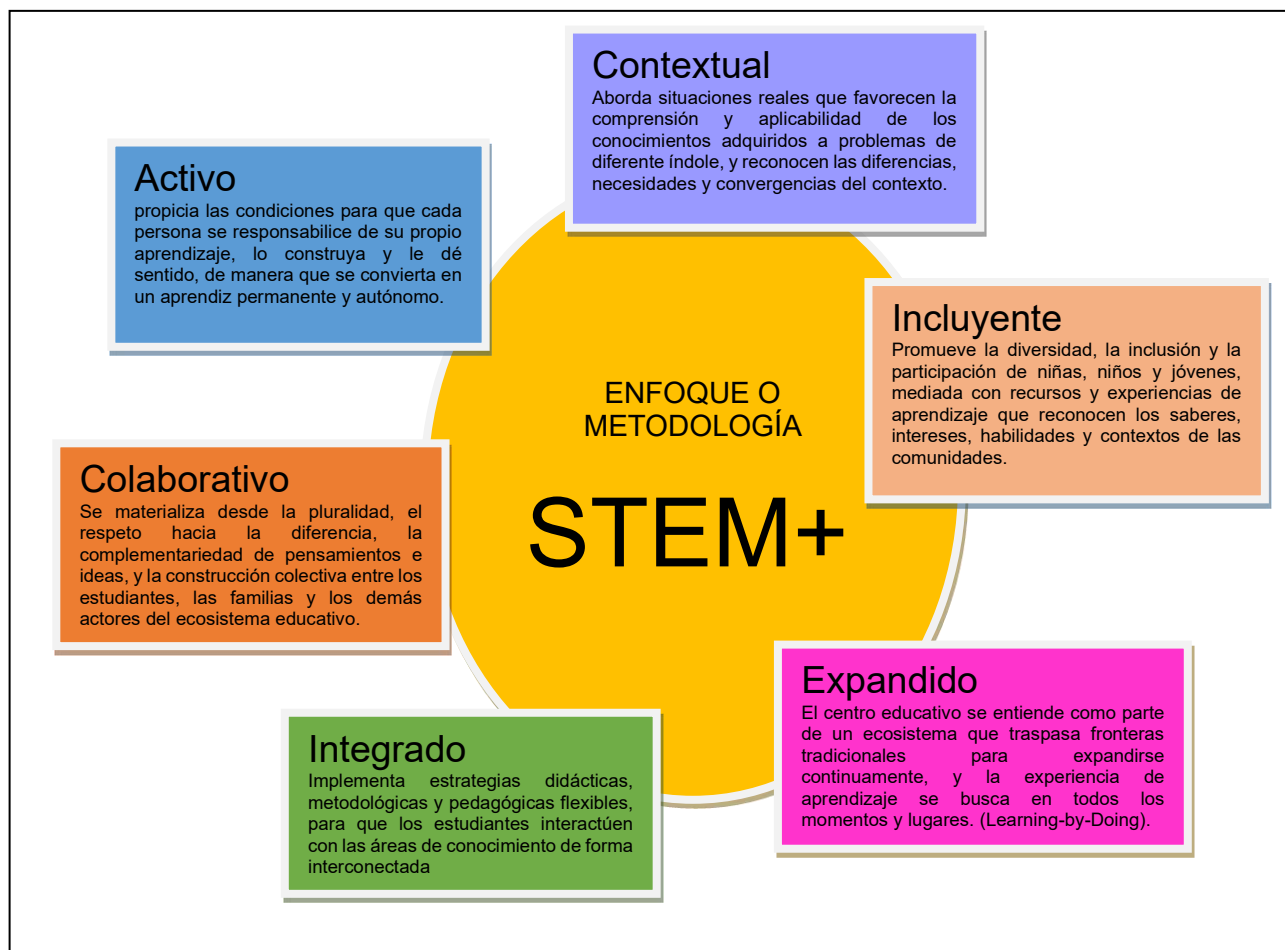 Contextual
Aborda situaciones reales que favorecen la
comprensión y aplicabilidad de los
conocimientos adquiridos a problemas de
diferente índole, y reconocen las diferencias,
necesidades y convergencias del contexto.
Activo
propicia las condiciones para que cada
persona se responsabilice de su propio
aprendizaje, lo construya y le dé
sentido, de manera que se convierta en
un aprendiz permanente y autónomo.
Incluyente
Promueve la diversidad, la inclusión y la
participación de niñas, niños y jóvenes,
mediada con recursos y experiencias de
aprendizaje que reconocen los saberes,
intereses, habilidades y contextos de las
comunidades.
ENFOQUE O
METODOLOGÍA
STEM+
Colaborativo
Se materializa desde la pluralidad, el
respeto hacia la diferencia, la
complementariedad de pensamientos e
ideas, y la construcción colectiva entre los
estudiantes, las familias y los demás
actores del ecosistema educativo.
Expandido
El centro educativo se entiende como parte
de un ecosistema que traspasa fronteras
tradicionales para expandirse
continuamente, y la experiencia de
aprendizaje se busca en todos los
momentos y lugares. (Learning-by-Doing).
Integrado
Implementa estrategias didácticas,
metodológicas y pedagógicas flexibles,
para que los estudiantes interactúen
con las áreas de conocimiento de forma
interconectada